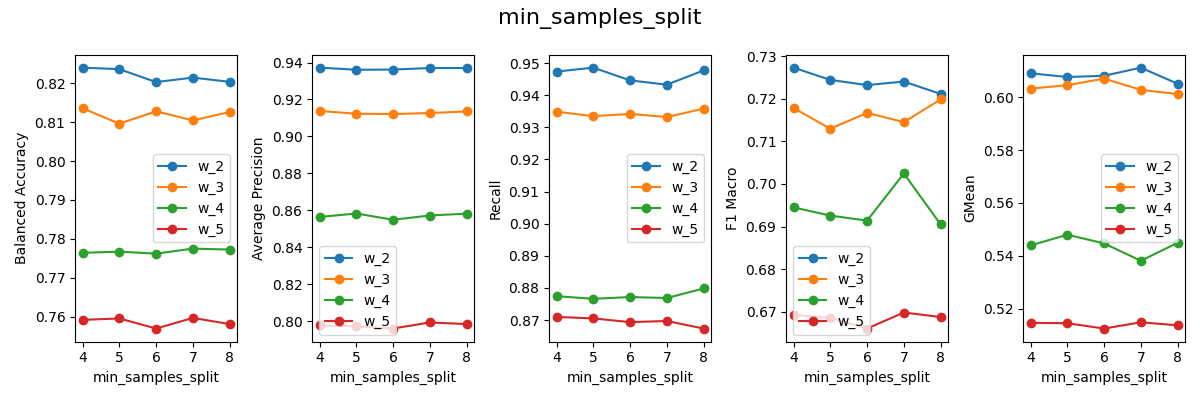 min_samples_split
Balanced Accuracy
0.82
0.81
0.80
0.79
0.78
0.77
0.76
4 5 6 7 8
min_samples_split
w_2
w_3
w_4
w_5
Average Precision
0.94
0.92
0.90
0.88
0.86
0.84
0.82
0.80
4 5 6 7 8
min_samples_split
w_2
w_3
w_4
w_5
Recall
0.95
0.94
0.93
0.92
0.91
0.90
0.89
0.88
0.87
4 5 6 7 8
min_samples_split
w_2
w_3
w_4
w_5
F1 Macro
0.73
0.72
0.71
0.70
0.69
0.68
0.67
4 5 6 7 8
min_samples_split
w_2
w_3
w_4
w_5
GMean
0.60
0.58
0.56
0.54
0.52
4 5 6 7 8
min_samples_split
w_2
w_3
w_4
w_5